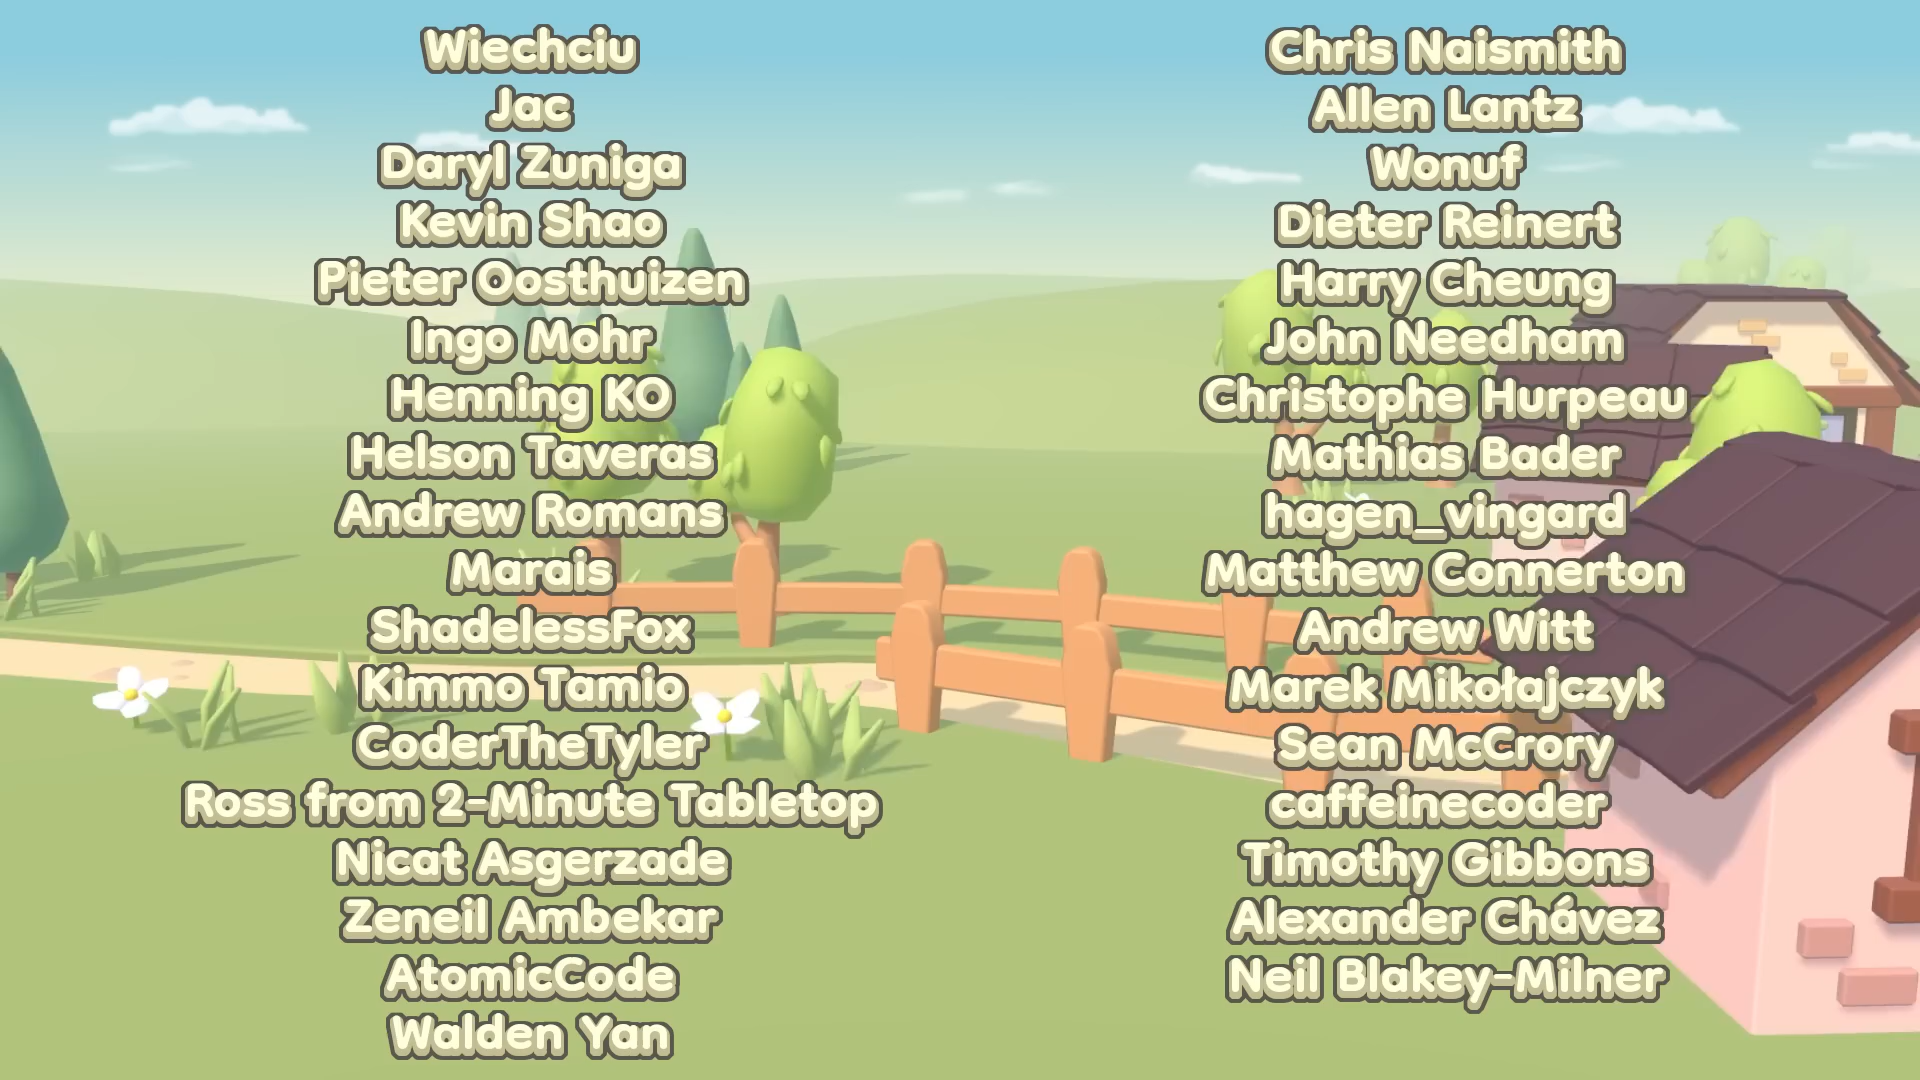 Wiechciu
Jac
Daryl Zuniga
Kevin Shao
Pieter Oosthuizen
Ingo Mohr
Henning KO
Helson Taveras
Andrew Romans
Marais
ShadelessFox
Kimmo Tamio
CoderTheTyler
Ross from 2-Minute Tabletop
Nicat Asgerzade
Zeneil Ambekar
AtomicCode
Walden Yan
Chris Naismith
Allen Lantz
Wonuf
Dieter Reinert
Harry Cheung
John Needham
Christophe Hurpeau
Mathias Bader
hagen_vingard
Matthew Connerton
Andrew Witt
Marek Mikołajczyk
Sean McCrory
caffeinecoder
Timothy Gibbons
Alexander Chávez
Neil Blakey-Milner